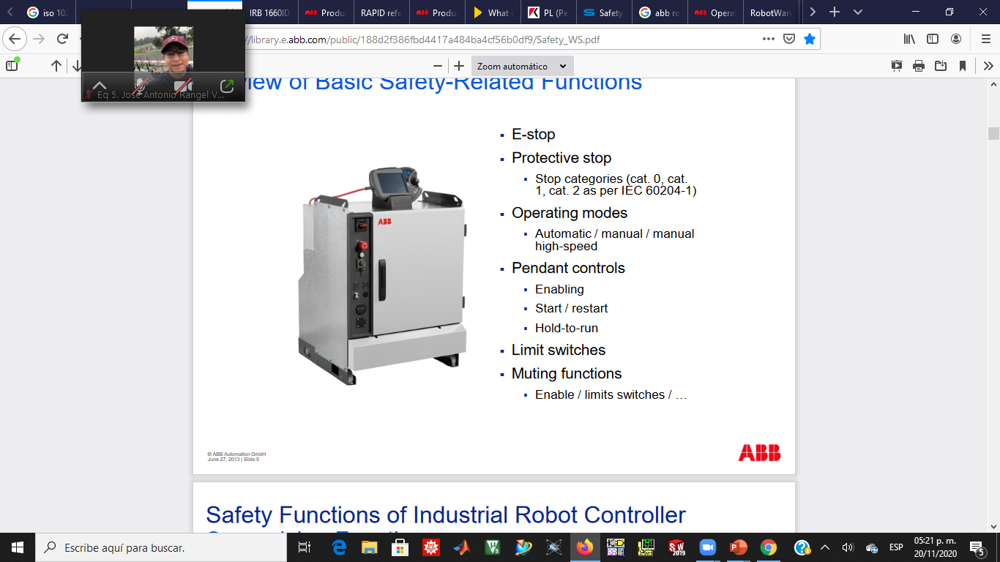 iso 102
IRB 1660ID
Produ
RAPID refe
Produ
What i
PL (Pe
Safety,
abb ro
Opera
RobotWare
//library.e.abb.com/public/188d2f386fbd4417a484ba4cf56b0df9/Safety_WS.pdf
Zoom automático
Eq 5. José Antonio Rangel V...
view of Basic Safety-Related Functions
ABB
▪ E-stop
▪ Protective stop
▪ Stop categories (cat. 0, cat.
1, cat. 2 as per IEC 60204-1)
▪ Operating modes
▪ Automatic / manual / manual
high-speed
▪ Pendant controls
▪ Enabling
▪ Start / restart
▪ Hold-to-run
▪ Limit switches
▪ Muting functions
▪ Enable / limits switches / …
© ABB Automation GmbH
June 27, 2013 | Slide 5
ABB
Safety Functions of Industrial Robot Controller
Escribe aquí para buscar.
SW
2019
ESP
05:21 p. m.
20/11/2020
5